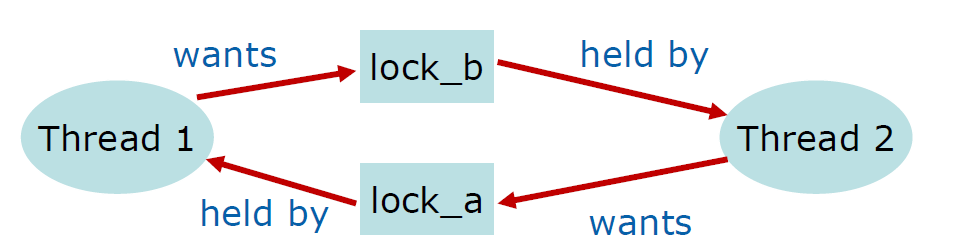 wants
lock_b
held by
Thread 1
Thread 2
held by
lock_a
wants